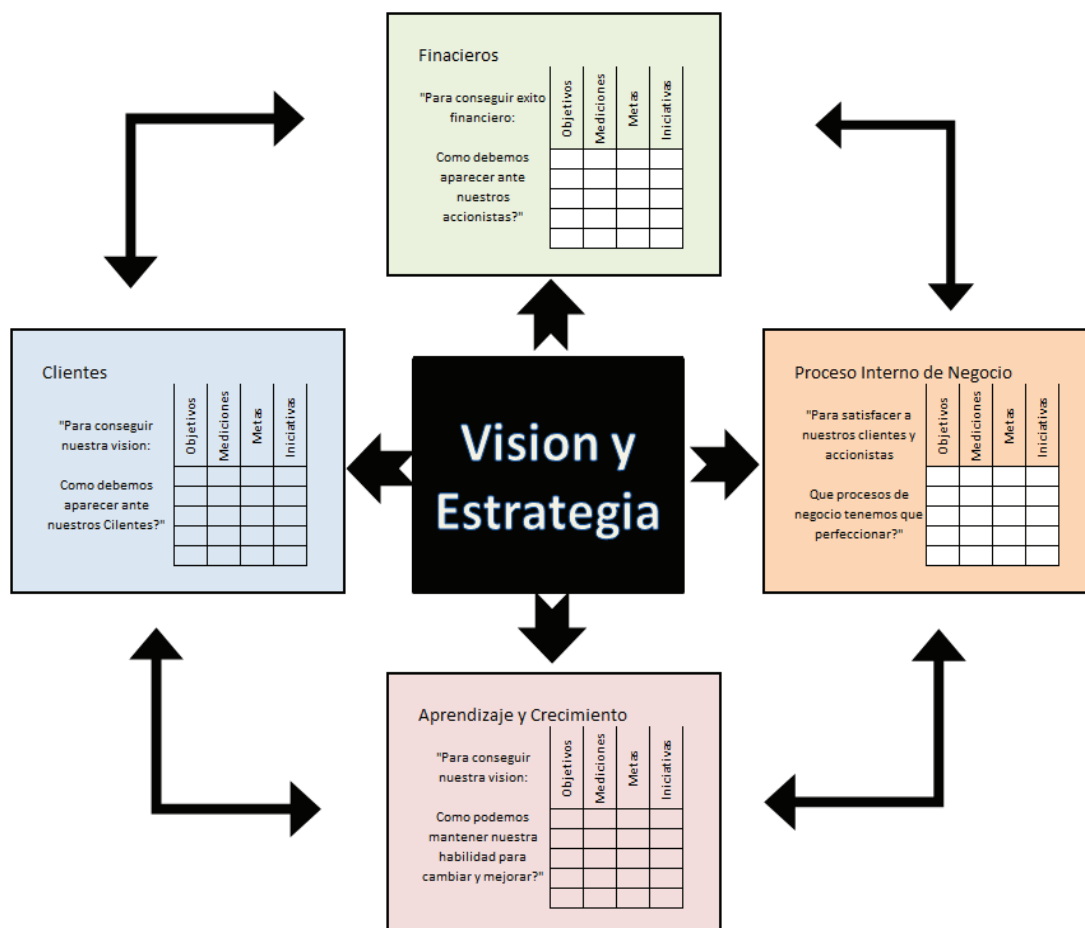 Finacieros
"Para conseguir exito
financiero:
Como debemos
aparecer ante
nuestros
accionistas?"
Objetivos
Mediciones
Metas
Iniciativas
Clientes
"Para conseguir
nuestra vision:
Como debemos
aparecer ante
nuestros Cilentes?"
Objetivos
Mediciones
Metas
Iniciativas
Vision y
Estrategia
Proceso Interno de Negocio
"Para satisfacer a
nuestros clientes y
accionistas
Que procesos de
negocio tenemos que
perfeccionar?"
Objetivos
Mediciones
Metas
Iniciativas
Aprendizaje y Crecimiento
"Para conseguir
nuestra vision:
Como podemos
mantener nuestra
habilidad para
cambiar y mejorar?"
Objetivos
Mediciones
Metas
Iniciativas